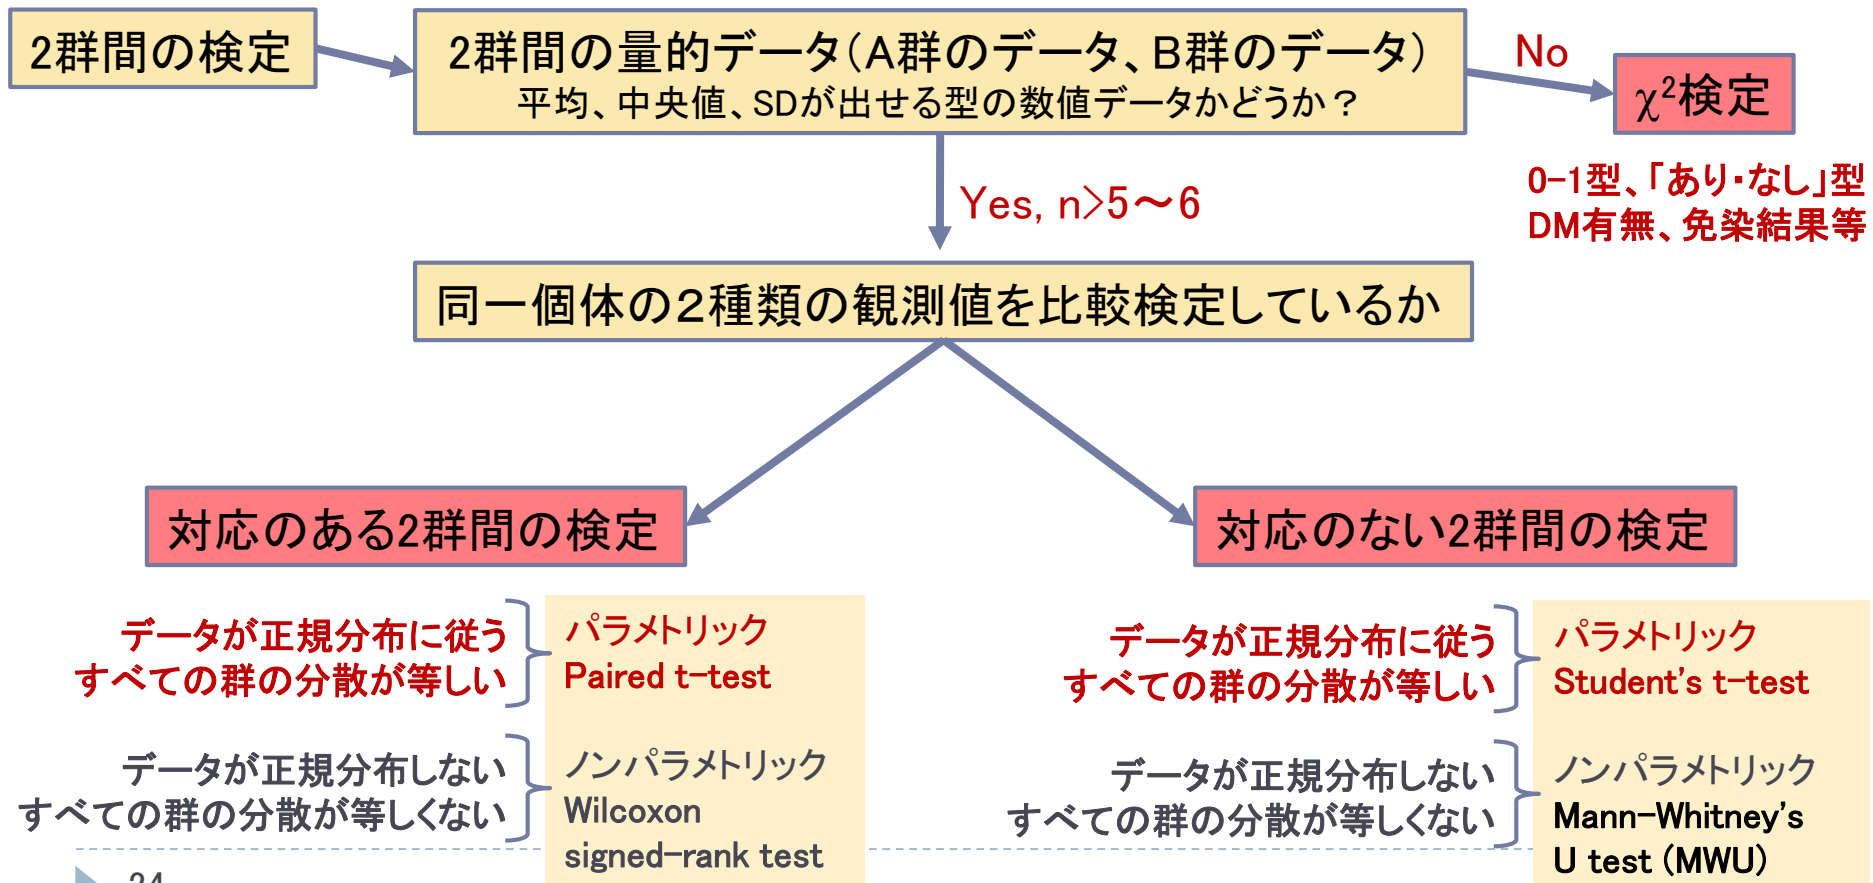 2群間の検定
2群間の量的データ(A群のデータ、B群のデータ)
平均、中央値、SDが出せる型の数値データかどうか？
No
χ²検定
0-1型、「あり・なし」型
DM有無、免染結果等
Yes, n>5～6
同一個体の２種類の観測値を比較検定しているか
対応のある2群間の検定
データが正規分布に従う
すべての群の分散が等しい
パラメトリック
Paired t-test
データが正規分布しない
すべての群の分散が等しくない
ノンパラメトリック
Wilcoxon
signed-rank test
対応のない2群間の検定
データが正規分布に従う
すべての群の分散が等しい
パラメトリック
Student's t-test
データが正規分布しない
すべての群の分散が等しくない
ノンパラメトリック
Mann-Whitney's
U test (MWU)